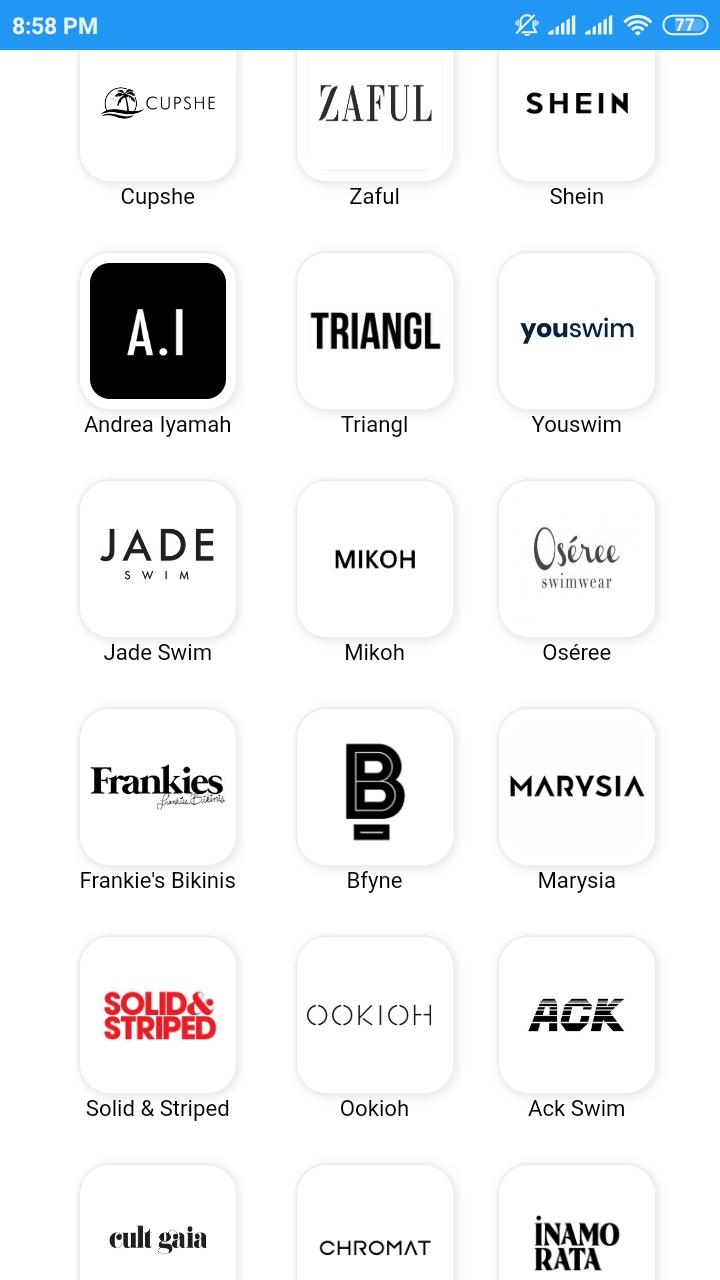 8:58 PM
77
CUPSHE
ZAFUL
SHEIN
Cupshe
Zaful
Shein
A.I
TRIANGL
youswim
Andrea Iyamah
Triangl
Youswim
JADE
SWIM
MIKOH
Oséree
swimwear
Jade Swim
Mikoh
Oséree
Frankies
Frankies Bikinis
B
MARYSIA
Frankie's Bikinis
Bfyne
Marysia
SOLID&
STRIPED
OOKIOH
ACK
Solid & Striped
Ookioh
Ack Swim
cult gaia
CHROMAT
iNAMO
RATA